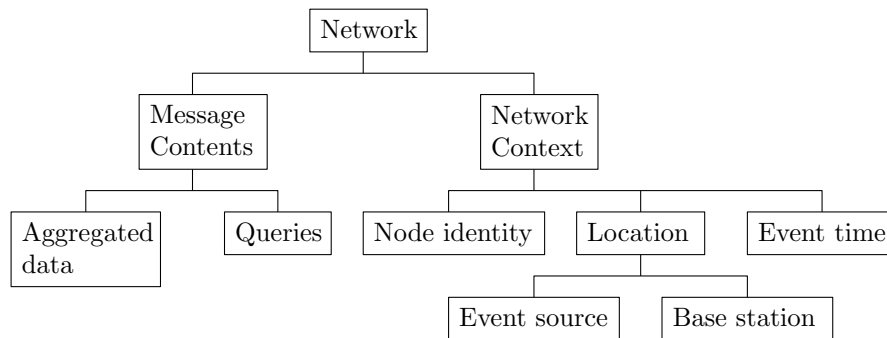 Network
Message
Contents
Network
Context
Aggregated
data
Queries
Node identity
Location
Event time
Event source
Base station